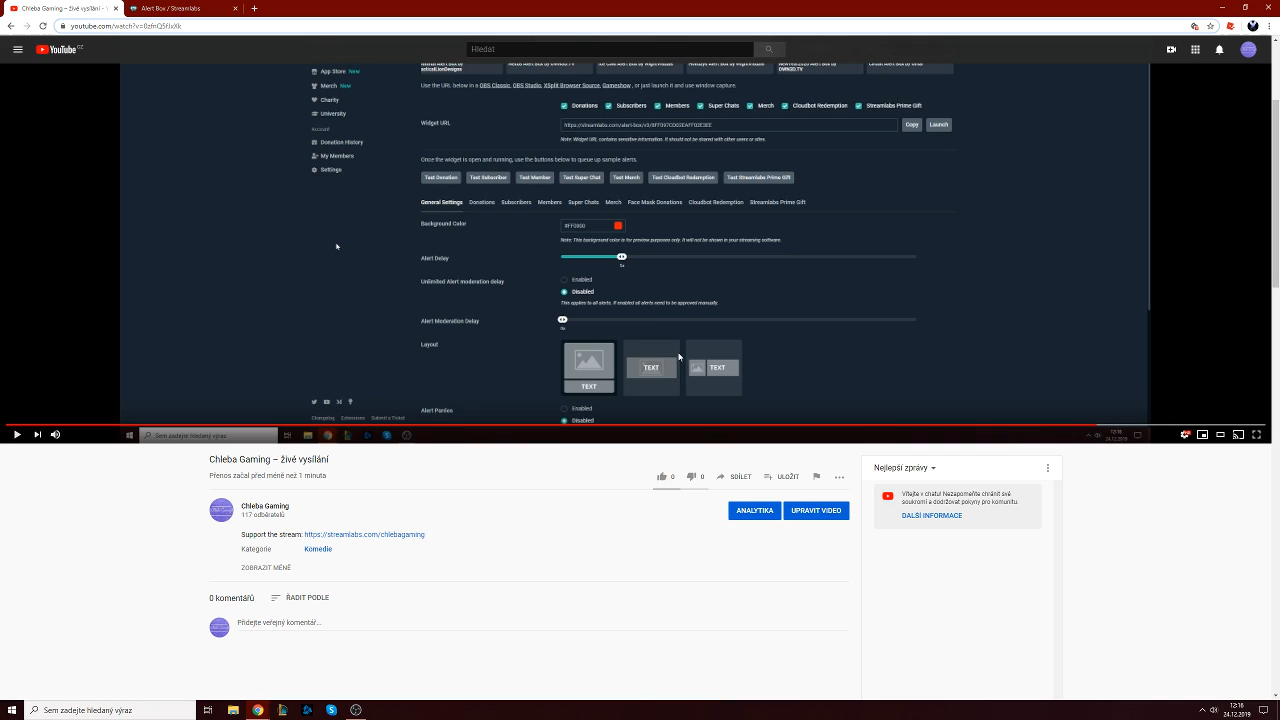 Chleba Gaming – živé vysílání - Y
Alert Box / Streamlabs
youtube.com/watch?v=0zfnQ5fJxXk
YouTube CZ
Hledat
App Store New
Merch New
Charity
University
Account
Donation History
My Members
Settings
Use the URL below in a OBS Classic, OBS Studio, XSplit Browser Source, Gameshow , or just launch it and use window capture.
Donations Subscribers Members Super Chats Merch Cloudbot Redemption Streamlabs Prime Gift
Widget URL
Copy Launch
Note: Widget URL contains sensitive information. It should not be shared with other users or sites.
Once the widget is open and running, use the buttons below to queue up sample alerts.
Test Donation Test Subscriber Test Member Test Super Chat Test Merch Test Cloudbot Redemption Test Streamlabs Prime Gift
General Settings Donations Subscribers Members Super Chats Merch Face Mask Donations Cloudbot Redemption Streamlabs Prime Gift
Background Color
#FF0000
Note: This background color is for preview purposes only. It will not be shown in your streaming software.
Alert Delay
5s
Unlimited Alert moderation delay
Enabled
Disabled
This applies to all alerts. If enabled all alerts need to be approved manually.
Alert Moderation Delay
0s
Layout
TEXT
TEXT
TEXT
Alert Parries
Enabled
Disabled
Changelog Extensions Submit a Ticket
Sem zadejte hledaný výraz
12:16
24.12.2019
Chleba Gaming – živé vysílání
Přenos začal před méně než 1 minuta
0 0 SDÍLET ULOŽIT
Chleba Gaming
117 odběratelů
ANALYTIKA UPRAVIT VIDEO
Support the stream: https://streamlabs.com/chlebagaming
Kategorie Komedie
ZOBRAZIT MÉNĚ
0 komentářů ŘADIT PODLE
Přidejte veřejný komentář...
Nejlepší zprávy
Vítejte v chatu! Nezapomeňte chránit své
soukromí a dodržovat pokyny pro komunitu.
DALŠÍ INFORMACE
Sem zadejte hledaný výraz
12:16
24.12.2019